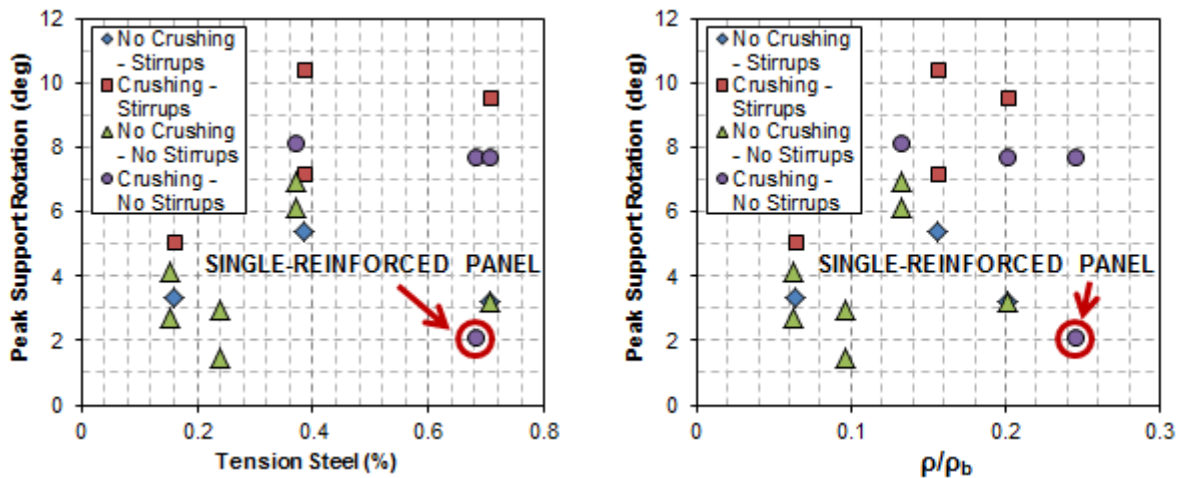 12
10
8
6
4
2
0
Peak Support Rotation (deg)
No Crushing
– Stirrups
Crushing -
Stirrups
No Crushing
– No Stirrups
Crushing -
No Stirrups
SINGLE-REINFORCED PANEL
0
0.2
0.4
0.6
0.8
Tension Steel (%)
12
10
8
6
4
2
0
Peak Support Rotation (deg)
No Crushing
– Stirrups
Crushing -
Stirrups
No Crushing
– No Stirrups
Crushing -
No Stirrups
SINGLE-REINFORCED PANEL
0
0.1
0.2
0.3
ρ/ρb